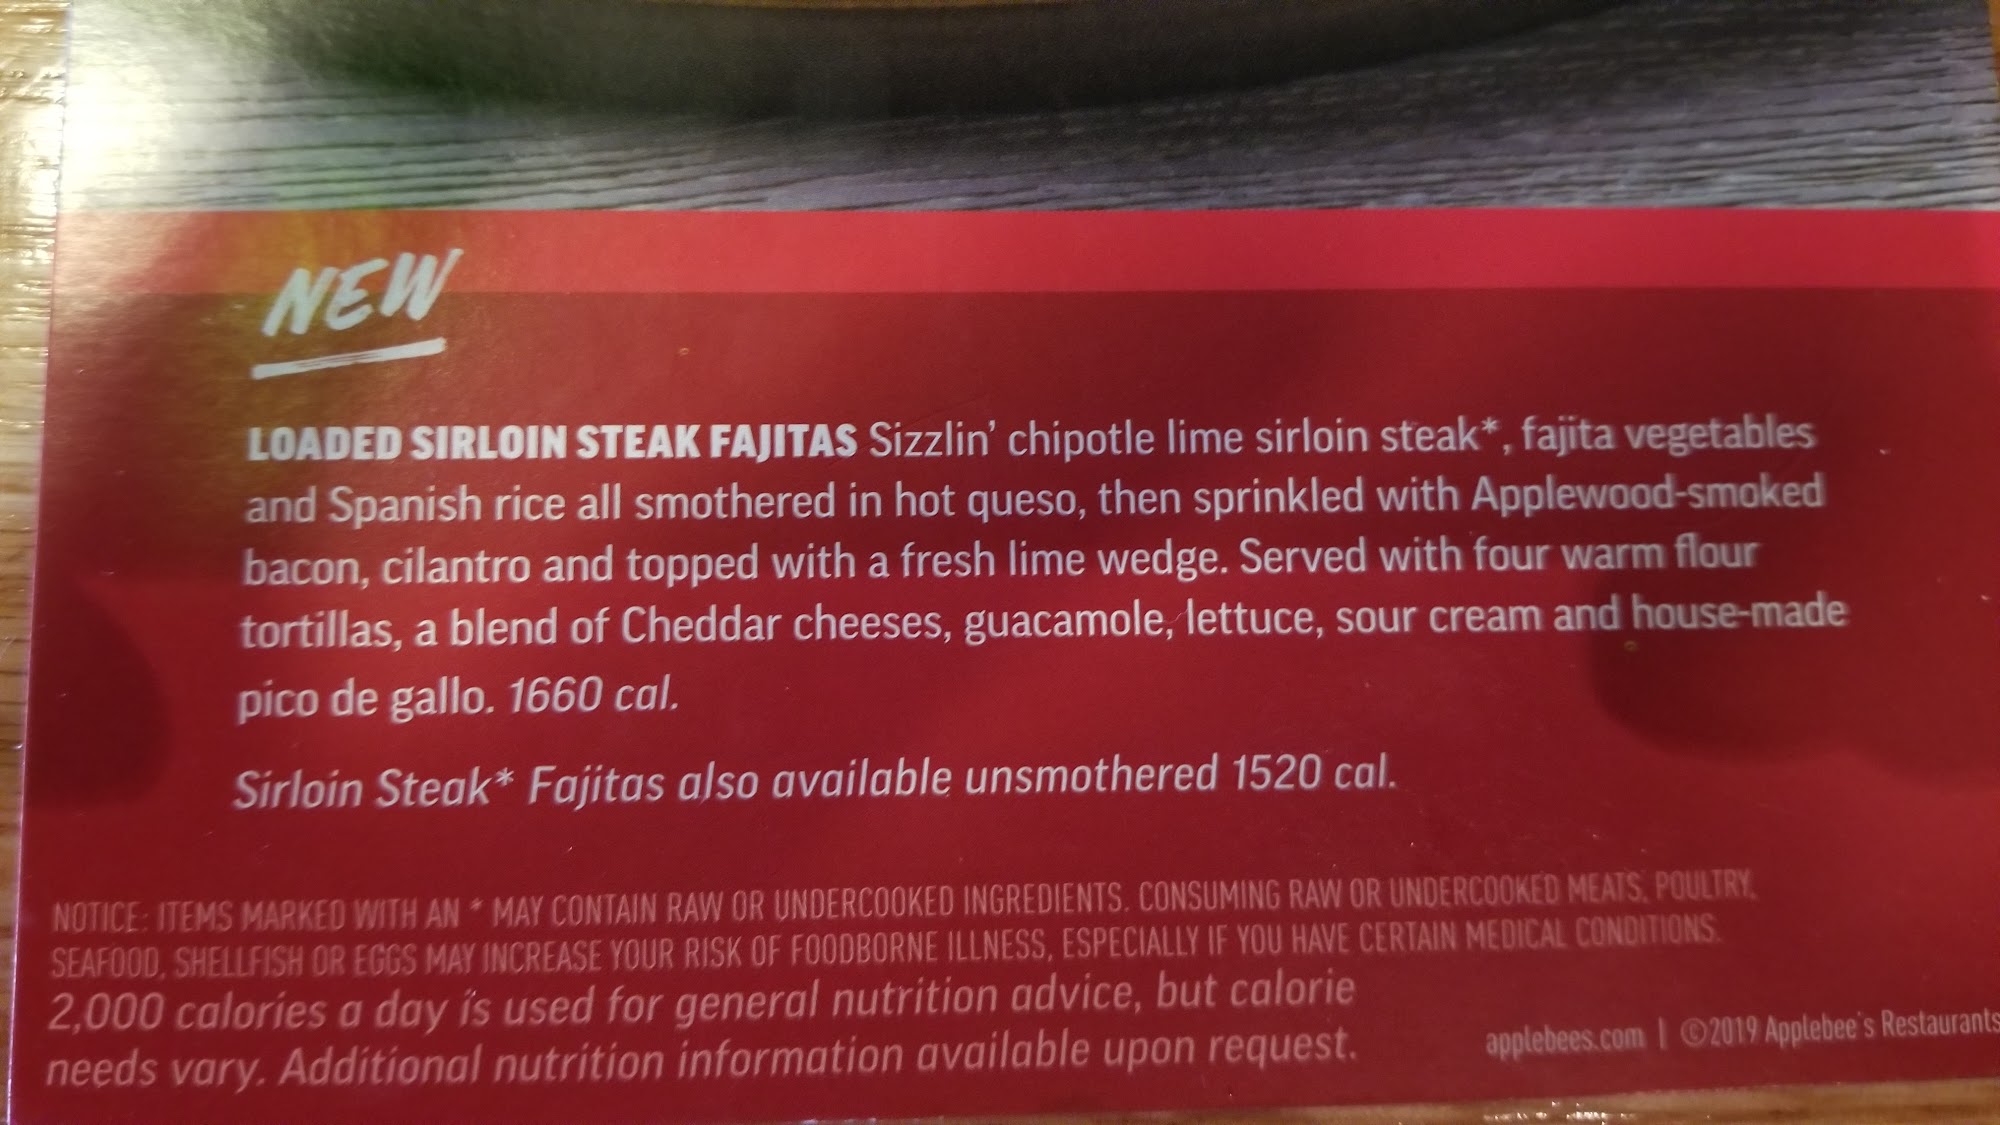 NEW
LOADED SIRLOIN STEAK FAJITAS Sizzlin' chipotle lime sirloin steak*, fajita vegetables
and Spanish rice all smothered in hot queso, then sprinkled with Applewood-smoked
bacon, cilantro and topped with a fresh lime wedge. Served with four warm flour
tortillas, a blend of Cheddar cheeses, guacamole, lettuce, sour cream and house-made
pico de gallo. 1660 cal.
Sirloin Steak* Fajitas also available unsmothered 1520 cal.
NOTICE: ITEMS MARKED WITH AN * MAY CONTAIN RAW OR UNDERCOOKED INGREDIENTS. CONSUMING RAW OR UNDERCOOKED MEATS, POULTRY,
SEAFOOD, SHELLFISH OR EGGS MAY INCREASE YOUR RISK OF FOODBORNE ILLNESS, ESPECIALLY IF YOU HAVE CERTAIN MEDICAL CONDITIONS.
2,000 calories a day is used for general nutrition advice, but calorie
needs vary. Additional nutrition information available upon request.
applebees.com | ©2019 Applebee's Restaurants